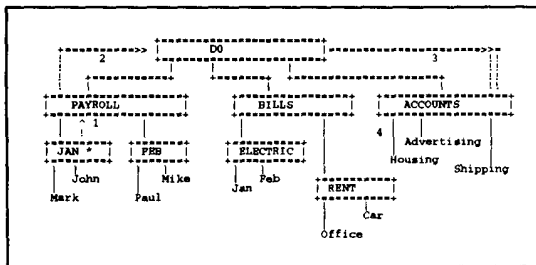 2 DO 3
PAYROLL BILLS ACCOUNTS
1 4
JAN * FEB ELECTRIC Advertising
Housing
John Mike Jan Feb Shipping
Mark Paul RENT
Car
Office